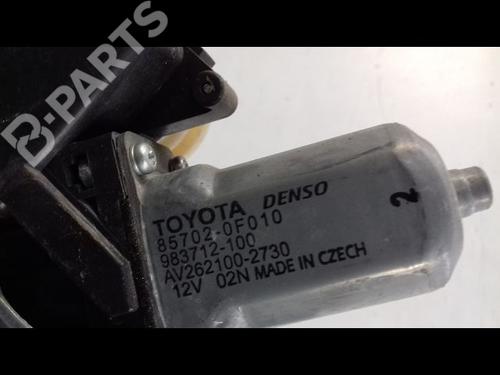 B-PARTS
TOYOTA DENSO
85702-0F010
983712-100
AV262100-2730
12V 02N MADE IN CZECH
2